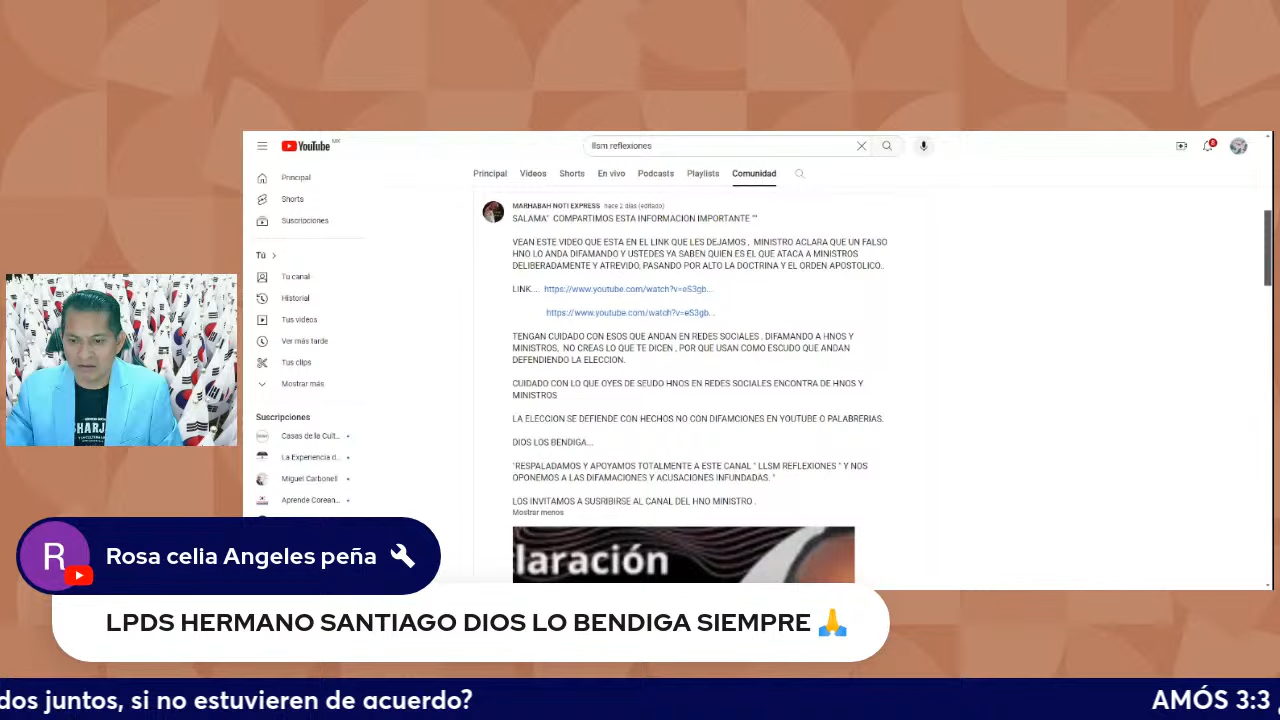 YouTube MX
llsm reflexiones
8
Principal
Shorts
Suscripciones
Tú
Tu canal
Historial
Tus videos
Ver más tarde
Tus clips
Mostrar más
Suscripciones
Casas de la Cult...
La Experiencia d...
Miguel Carbonell
Aprende Corean...
Principal Videos Shorts En vivo Podcasts Playlists Comunidad
MARHABAH NOTI EXPRESS hace 2 días (editado)
SALAMA" COMPARTIMOS ESTA INFORMACION IMPORTANTE ""
VEAN ESTE VIDEO QUE ESTA EN EL LINK QUE LES DEJAMOS , MINISTRO ACLARA QUE UN FALSO
HNO LO ANDA DIFAMANDO Y USTEDES YA SABEN QUIEN ES EL QUE ATACA A MINISTROS
DELIBERADAMENTE Y ATREVIDO, PASANDO POR ALTO LA DOCTRINA Y EL ORDEN APOSTOLICO..
LINK.... https://www.youtube.com/watch?v=eS3gb...
https://www.youtube.com/watch?v=eS3gb...
TENGAN CUIDADO CON ESOS QUE ANDAN EN REDES SOCIALES , DIFAMANDO A HNOS Y
MINISTROS, NO CREAS LO QUE TE DICEN , POR QUE USAN COMO ESCUDO QUE ANDAN
DEFENDIENDO LA ELECCION.
CUIDADO CON LO QUE OYES DE SEUDO HNOS EN REDES SOCIALES ENCONTRA DE HNOS Y
MINISTROS
LA ELECCION SE DEFIENDE CON HECHOS NO CON DIFAMCIONES EN YOUTUBE O PALABRERIAS.
DIOS LOS BENDIGA...
"RESPALDAMOS Y APOYAMOS TOTALMENTE A ESTE CANAL " LLSM REFLEXIONES " Y NOS
OPONEMOS A LAS DIFAMACIONES Y ACUSACIONES INFUNDADAS. "
LOS INVITAMOS A SUSRIBIRSE AL CANAL DEL HNO MINISTRO .
Mostrar menos
laración
HARJ
R
Rosa celia Angeles peña
LPDS HERMANO SANTIAGO DIOS LO BENDIGA SIEMPRE 🙏
dos juntos, si no estuvieren de acuerdo? AMÓS 3:3 ¿